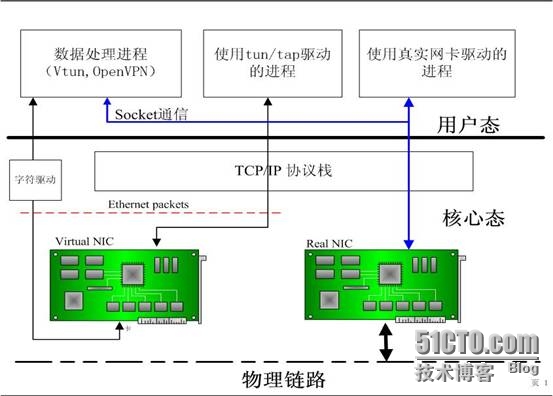 数据处理进程
（Vtun,OpenVPN）
使用tun/tap驱动
的进程
使用真实网卡驱动的
进程
Socket通信
用户态
字符驱动
TCP/IP 协议栈
Ethernet packets
核心态
Virtual NIC
Real NIC
卡
物理链路
51CTO.com
技术博客 Blog
页 1